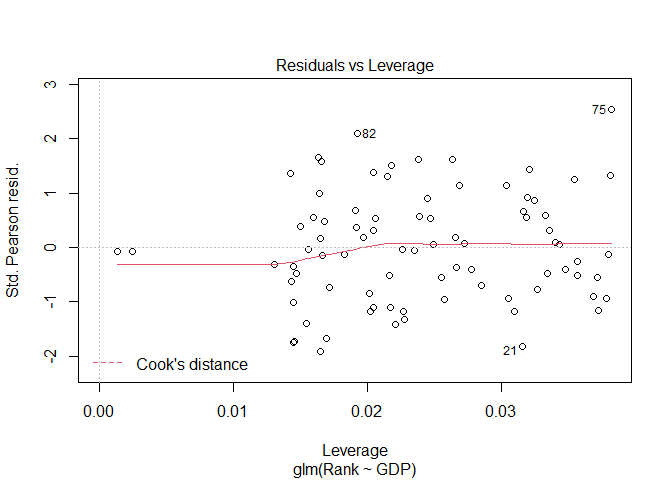 Residuals vs Leverage
Std. Pearson resid.
3
2
1
0
-1
-2
75
82
21
Cook's distance
0.00 0.01 0.02 0.03
Leverage
glm(Rank ~ GDP)